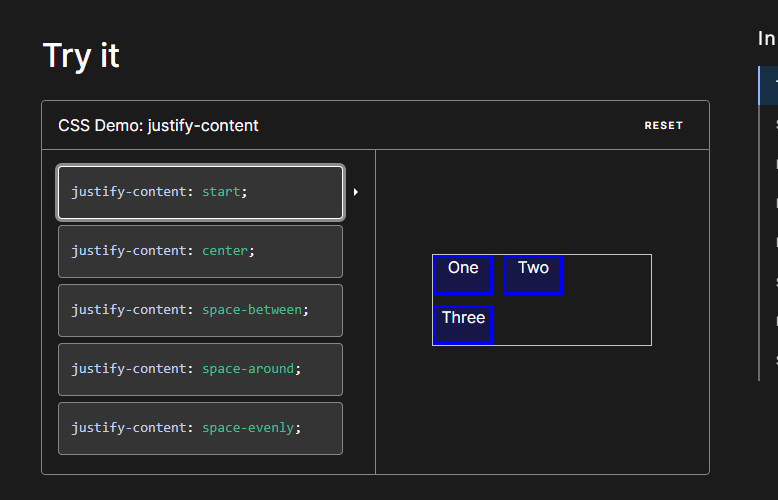 In
Try it
CSS Demo: justify-content
RESET
justify-content: start;
justify-content: center;
justify-content: space-between;
justify-content: space-around;
justify-content: space-evenly;
One
Two
Three